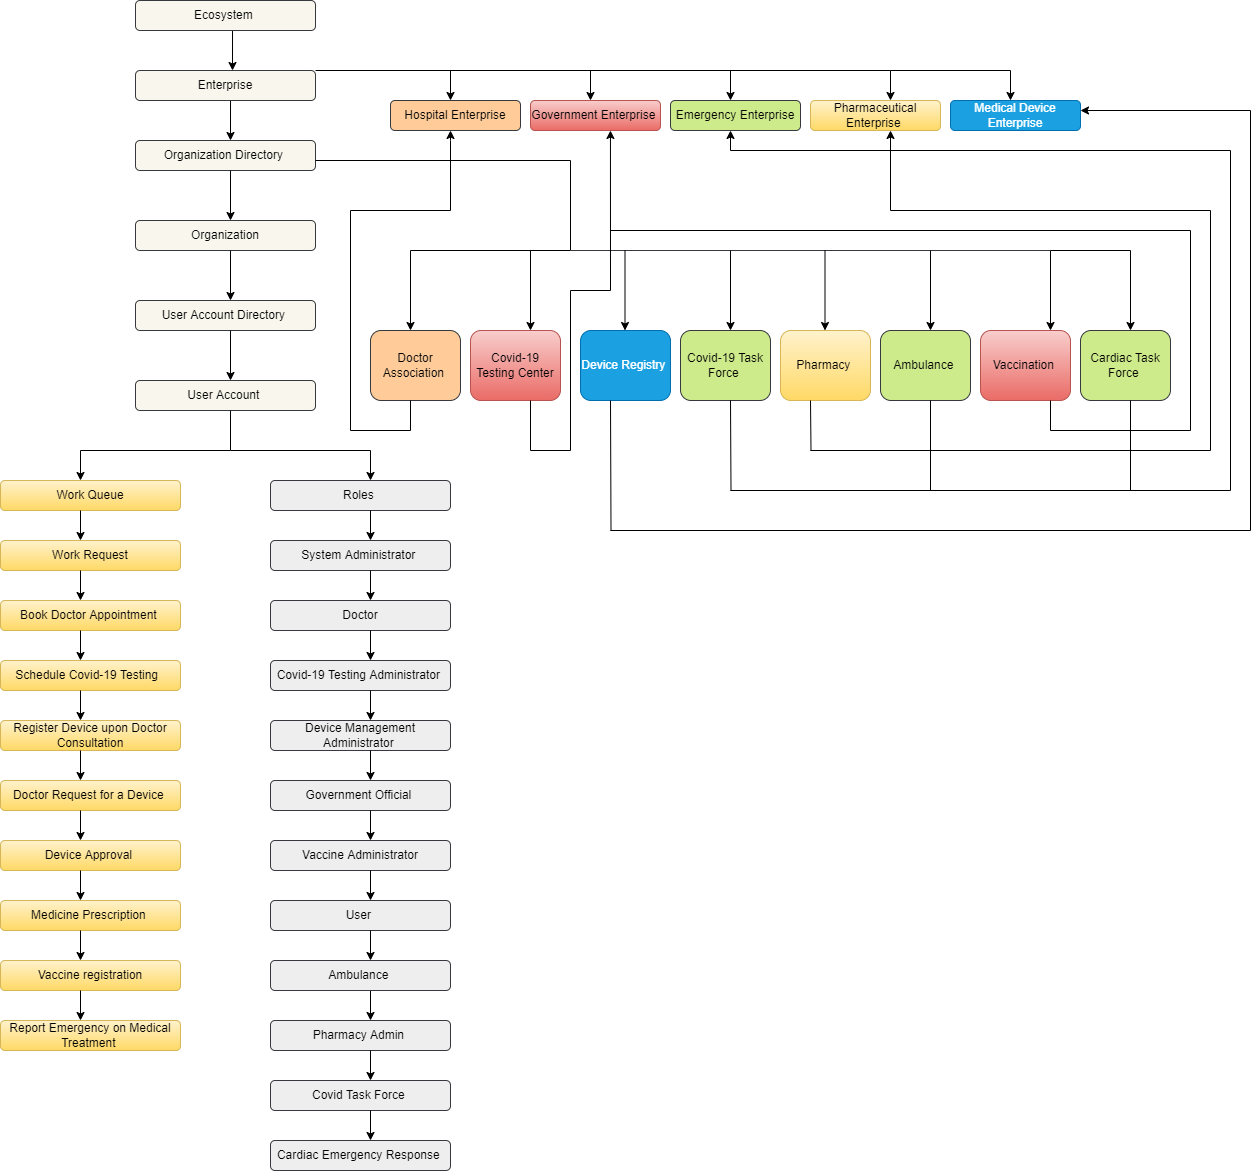 Ecosystem
Enterprise
Hospital Enterprise
Government Enterprise
Emergency Enterprise
Pharmaceutical
Enterprise
Medical Device
Enterprise
Organization Directory
Organization
User Account Directory
User Account
Doctor
Association
Covid-19
Testing Center
Device Registry
Covid-19 Task
Force
Pharmacy
Ambulance
Vaccination
Cardiac Task
Force
Work Queue
Work Request
Book Doctor Appointment
Schedule Covid-19 Testing
Register Device upon Doctor
Consultation
Doctor Request for a Device
Device Approval
Medicine Prescription
Vaccine registration
Report Emergency on Medical
Treatment
Roles
System Administrator
Doctor
Covid-19 Testing Administrator
Device Management
Administrator
Government Official
Vaccine Administrator
User
Ambulance
Pharmacy Admin
Covid Task Force
Cardiac Emergency Response